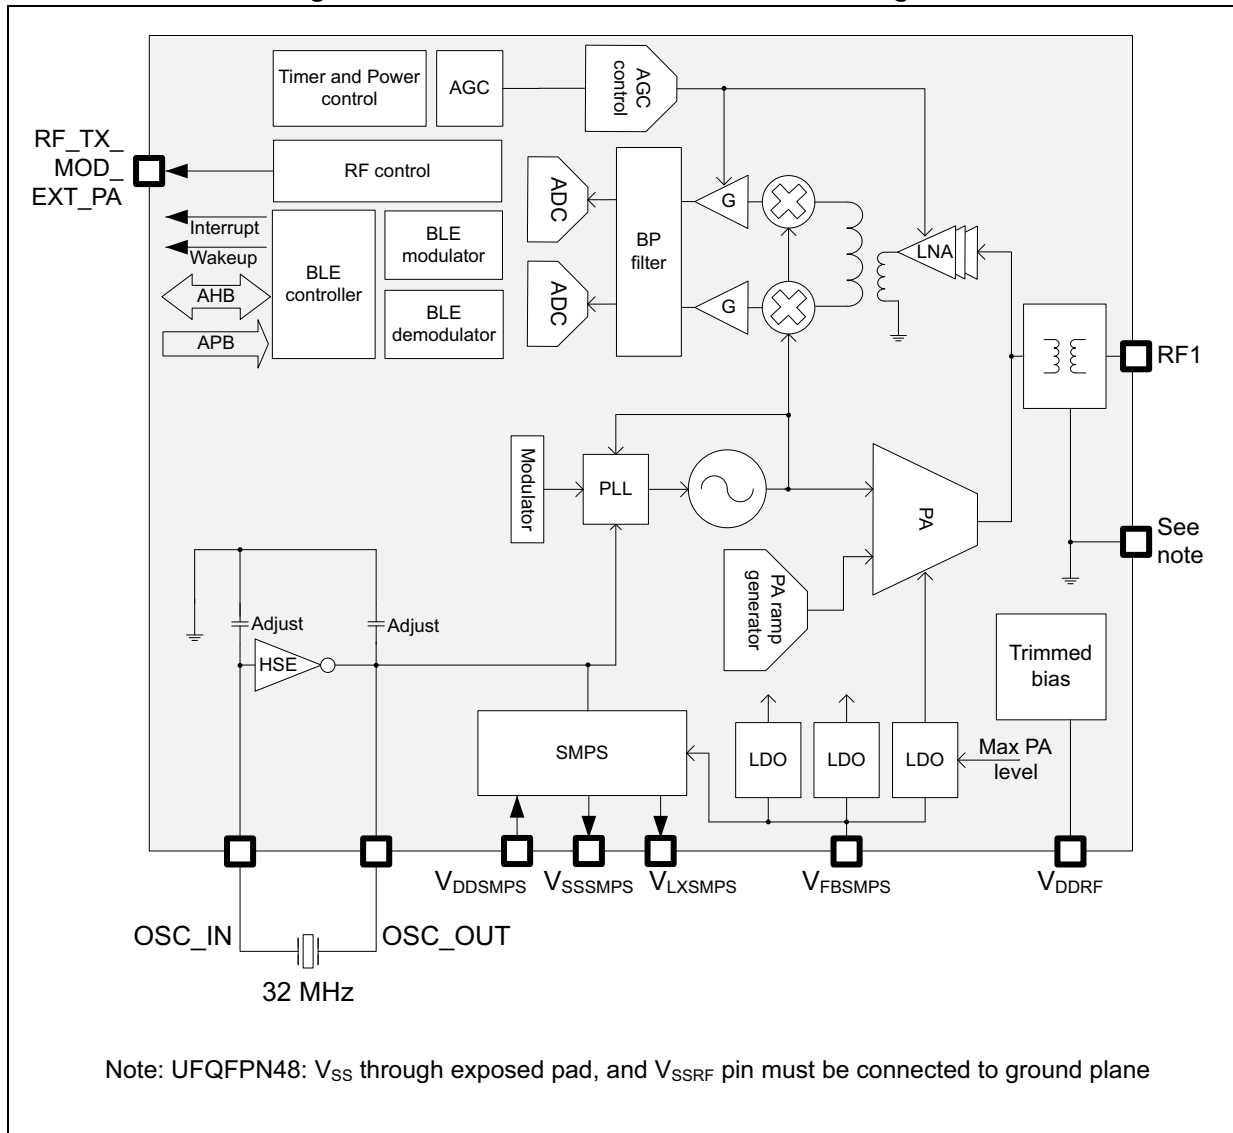 Timer and Power
control
AGC
AGC
control
RF_TX_
MOD_
EXT_PA
RF control
ADC
BP
filter
G
LNA
Interrupt
Wakeup
AHB
APB
BLE
controller
BLE
modulator
BLE
demodulator
ADC
G
RF1
Modulator
PLL
PA
See
note
PA ramp
generator
Adjust
Adjust
HSE
Trimmed
bias
SMPS
LDO
LDO
LDO
Max PA
level
VDDSMPS
VSSSMPS
VLXSMPS
VFBSMPS
VDDRF
OSC_IN
OSC_OUT
32 MHz
Note: UFQFPN48: VSS through exposed pad, and VSSRF pin must be connected to ground plane